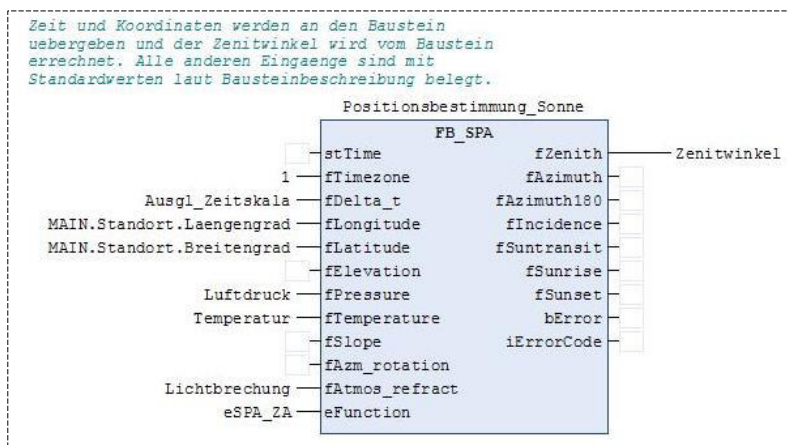 Zeit und Koordinaten werden an den Baustein
uebergeben und der Zenitwinkel wird vom Baustein
errechnet. Alle anderen Eingaenge sind mit
Standardwerten laut Bausteinbeschreibung belegt.
Positionsbestimmung_Sonne
FB_SPA
stTime fZenith Zenitwinkel
1 fTimezone fAzimuth
Ausgl_Zeitskala fDelta_t fAzimuth180
MAIN.Standort.Laengengrad fLongitude fIncidence
MAIN.Standort.Breitengrad fLatitude fSuntransit
fElevation fSunrise
Luftdruck fPressure fSunset
Temperatur fTemperature bError
fSlope iErrorCode
fAzm_rotation
Lichtbrechung fAtmos_refract
eSPA_ZA eFunction